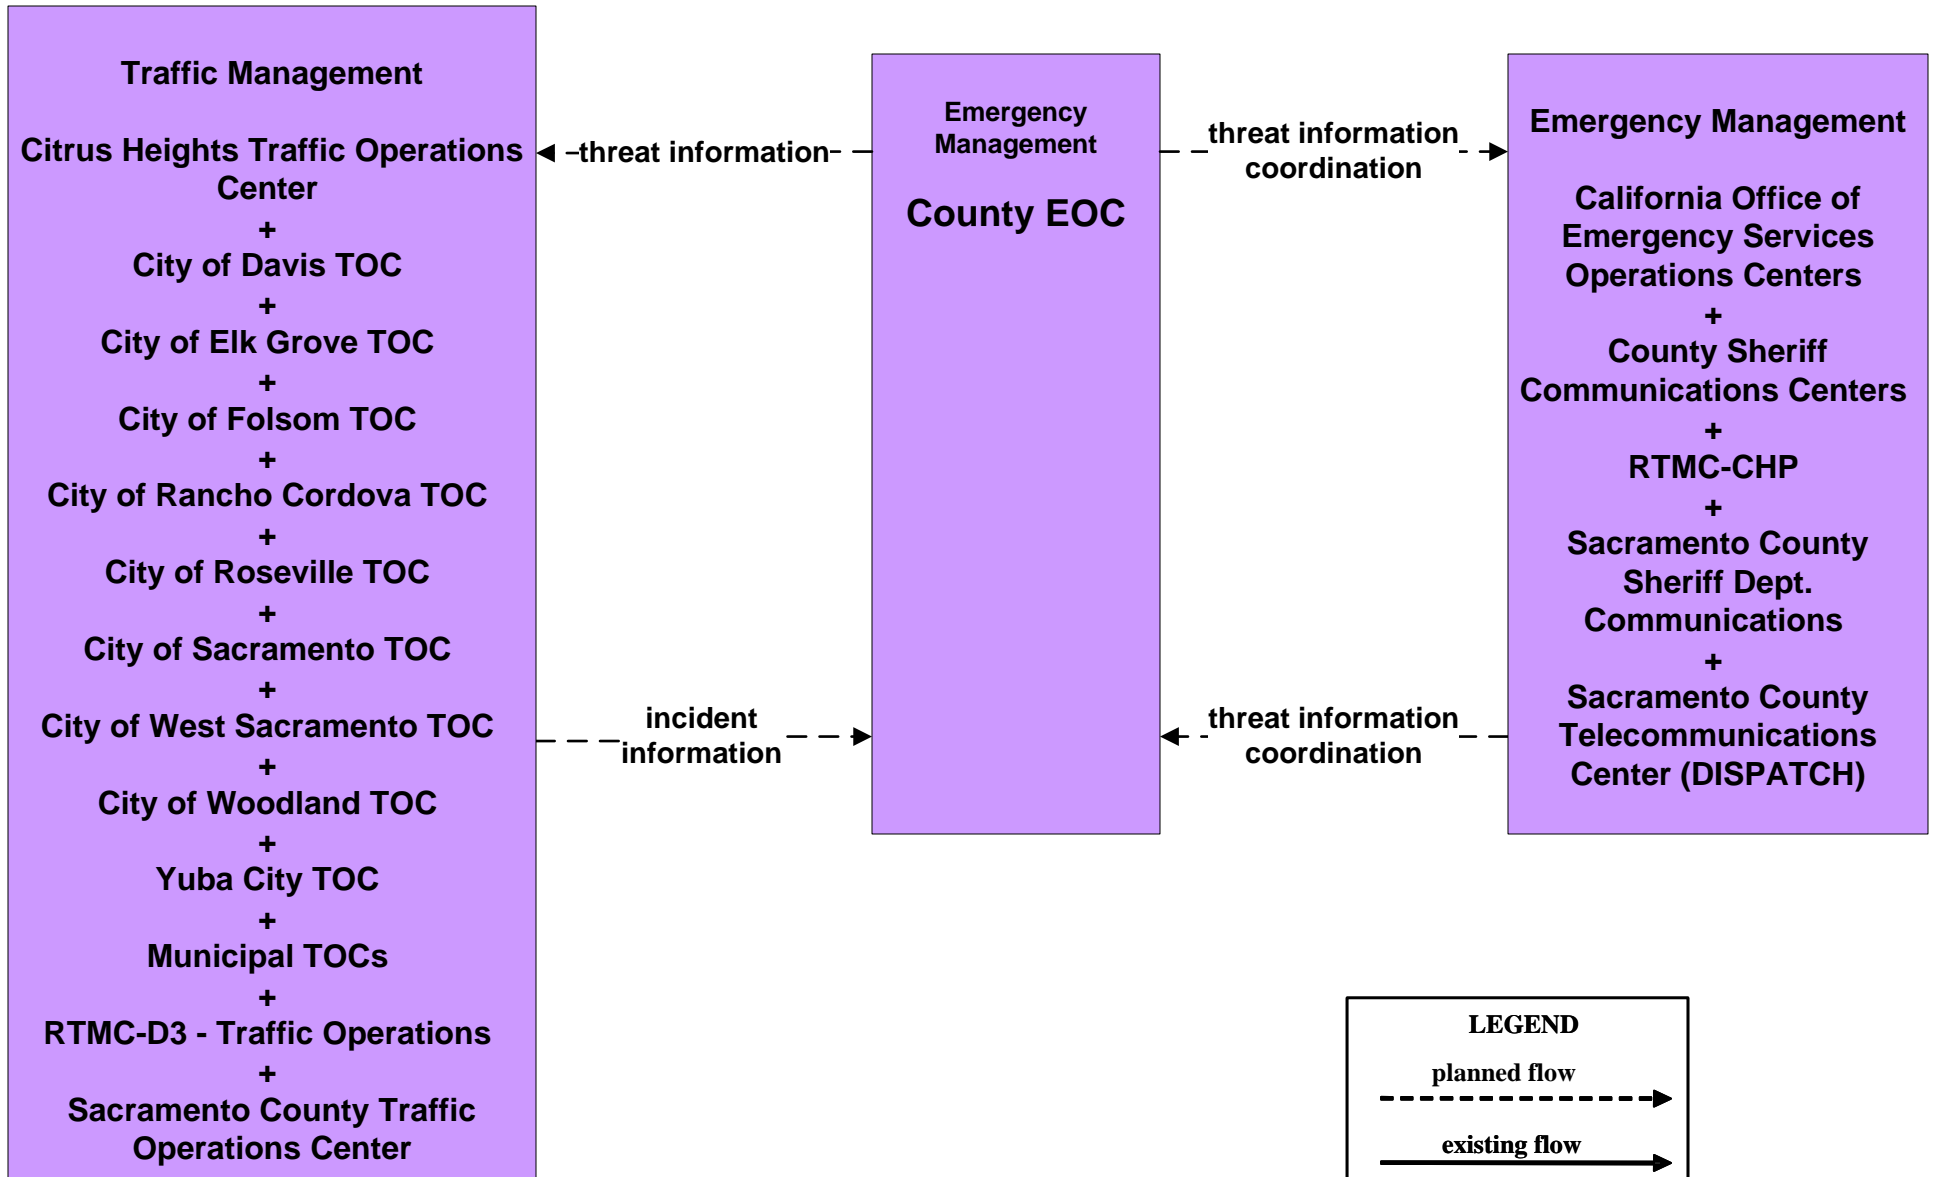 Traffic Management
Citrus Heights Traffic Operations
Center
+
City of Davis TOC
+
City of Elk Grove TOC
+
City of Folsom TOC
+
City of Rancho Cordova TOC
+
City of Roseville TOC
+
City of Sacramento TOC
+
City of West Sacramento TOC
+
City of Woodland TOC
+
Yuba City TOC
+
Municipal TOCs
+
RTMC-D3 - Traffic Operations
+
Sacramento County Traffic
Operations Center
threat information
incident
information
Emergency
Management
County EOC
threat information
coordination
threat information
coordination
Emergency Management
California Office of
Emergency Services
Operations Centers
+
County Sheriff
Communications Centers
+
RTMC-CHP
+
Sacramento County
Sheriff Dept.
Communications
+
Sacramento County
Telecommunications
Center (DISPATCH)
LEGEND
planned flow
existing flow